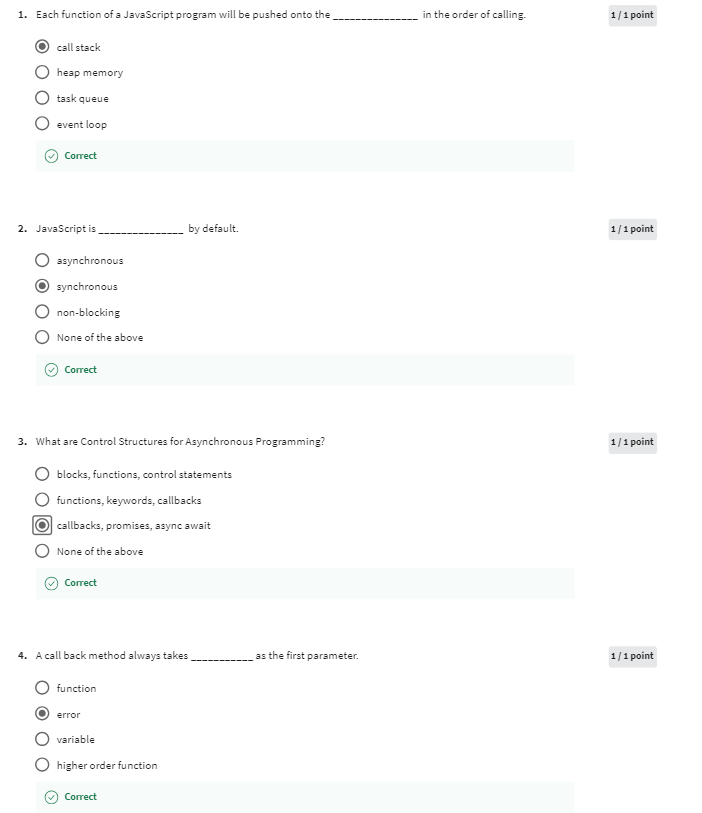 1. Each function of a JavaScript program will be pushed onto the _______________ in the order of calling. 1 / 1 point
call stack
heap memory
task queue
event loop
Correct
2. JavaScript is _______________ by default. 1 / 1 point
asynchronous
synchronous
non-blocking
None of the above
Correct
3. What are Control Structures for Asynchronous Programming? 1 / 1 point
blocks, functions, control statements
functions, keywords, callbacks
callbacks, promises, async await
None of the above
Correct
4. A call back method always takes ___________ as the first parameter. 1 / 1 point
function
error
variable
higher order function
Correct